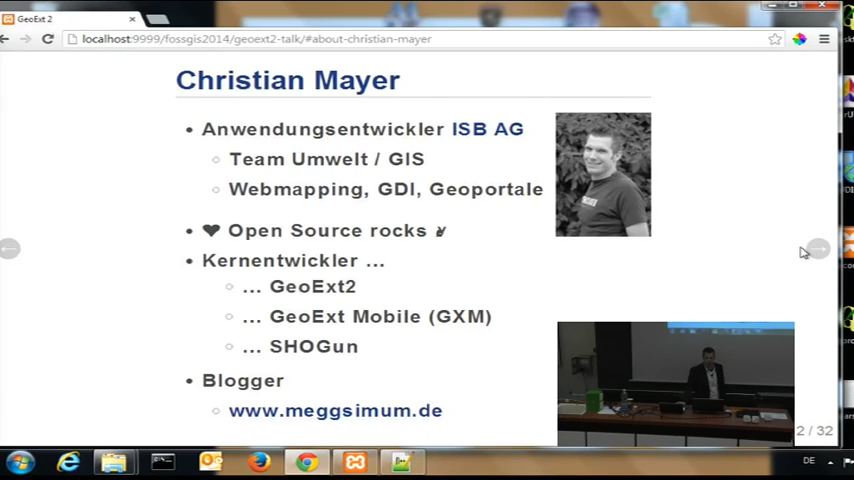 GeoExt 2
localhost:9999/fossgis2014/geoext2-talk/#about-christian-mayer
Christian Mayer
Anwendungsentwickler ISB AG
Team Umwelt / GIS
Webmapping, GDI, Geoportale
♥ Open Source rocks
Kernentwickler ...
... GeoExt2
... GeoExt Mobile (GXM)
... SHOGun
Blogger
www.meggsimum.de
2 / 32
DE